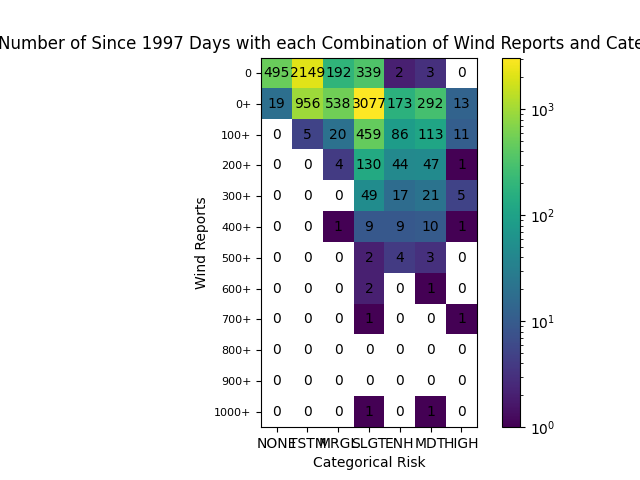 Number of Since 1997 Days with each Combination of Wind Reports and Cate
0 495 2149 192 339 2 3 0
0+ 19 956 538 3077 173 292 13
100+ 0 5 20 459 86 113 11
200+ 0 0 4 130 44 47 1
300+ 0 0 0 49 17 21 5
400+ 0 0 1 9 9 10 1
500+ 0 0 0 2 4 3 0
600+ 0 0 0 2 0 1 0
700+ 0 0 0 1 0 0 1
800+ 0 0 0 0 0 0 0
900+ 0 0 0 0 0 0 0
1000+ 0 0 0 1 0 1 0
NONE TSTM MRGL SLGT ENH MDT HIGH
Categorical Risk
Wind Reports
10³
10²
10¹
10⁰